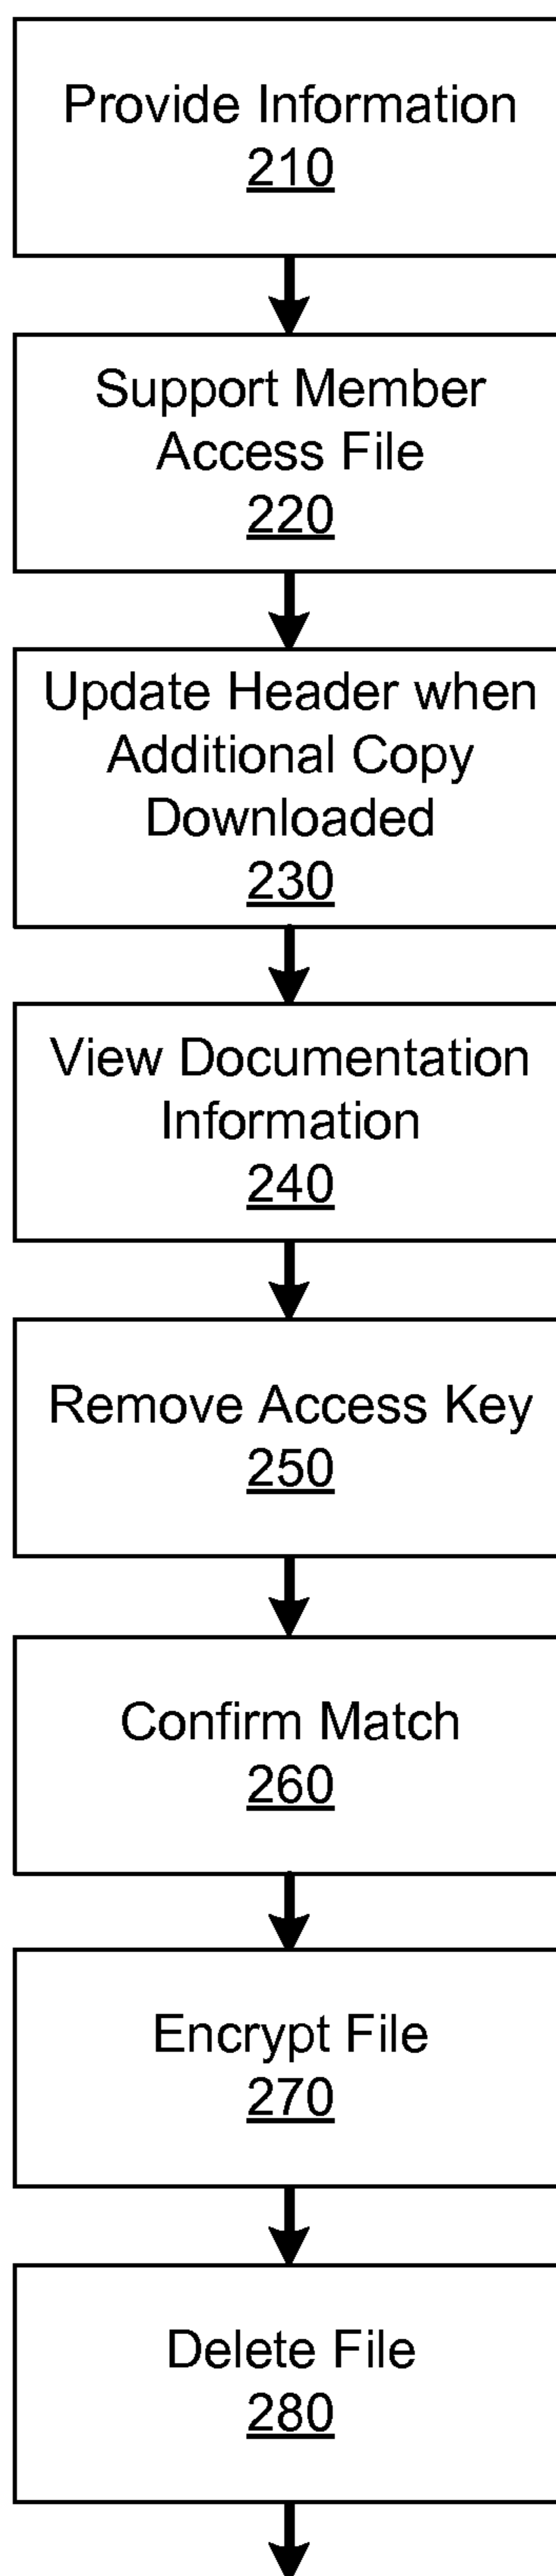 Provide Information
210
Support Member
Access File
220
Update Header when
Additional Copy
Downloaded
230
View Documentation
Information
240
Remove Access Key
250
Confirm Match
260
Encrypt File
270
Delete File
280